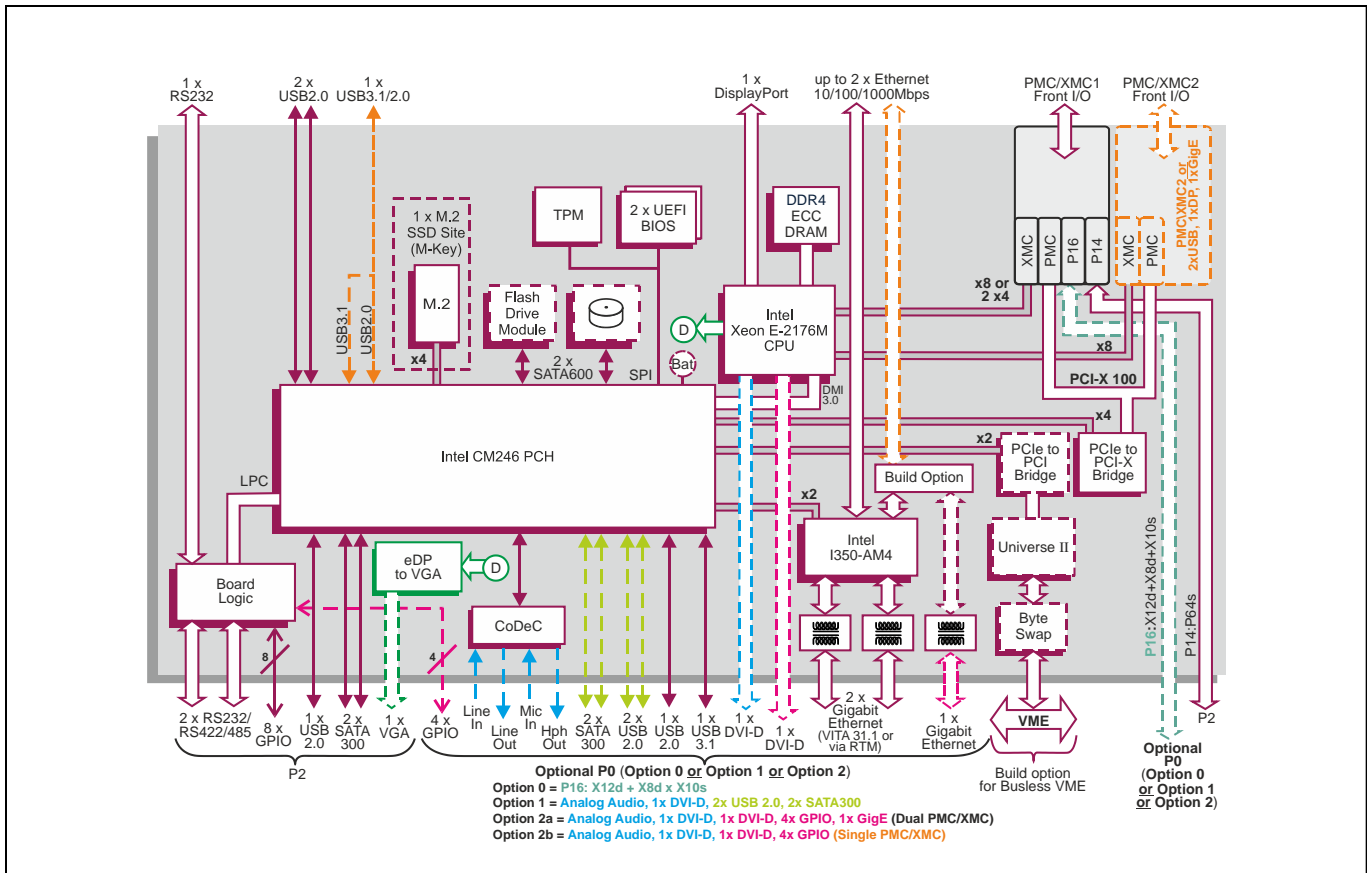 1 x
RS232
2 x
USB2.0
1 x
USB3.1/2.0
1 x
DisplayPort
up to 2 x Ethernet
10/100/1000Mbps
PMC/XMC1
Front I/O
PMC/XMC2
Front I/O
PMC\XMC2 or
2xUSB, 1xDP, 1xGigE
1 x M.2
SSD Site
(M-Key)
M.2
x4
TPM
2 x UEFI
BIOS
DDR4
ECC
DRAM
XMC
PMC
P16
P14
XMC
PMC
USB3.1
USB2.0
Flash
Drive
Module
2 x
SATA600
SPI
Bat
D
Intel
Xeon E-2176M
CPU
DMI
3.0
x8 or
2 x4
x8
PCI-X 100
x4
x2
Intel CM246 PCH
LPC
x2
Build Option
PCIe to
PCI
Bridge
PCIe to
PCI-X
Bridge
Intel
I350-AM4
Universe II
Byte
Swap
Board
Logic
eDP
to VGA
D
CoDeC
8
4
P16:X12d+X8d+X10s
P14:P64s
2 x RS232/
RS422/485
8 x
GPIO
1 x
USB
2.0
2 x
SATA
300
1 x
VGA
4 x
GPIO
Line
In
Line
Out
Mic
In
Hph
Out
2 x
SATA
300
2 x
USB
2.0
1 x
USB
2.0
1 x
USB
3.1
1 x
DVI-D
1 x
DVI-D
2 x
Gigabit
Ethernet
(VITA 31.1 or
via RTM)
1 x
Gigabit
Ethernet
VME
Build option
for Busless VME
P2
Optional
P0
(Option 0
or Option 1
or Option 2)
P2
Optional P0 (Option 0 or Option 1 or Option 2)
Option 0 = P16: X12d + X8d x X10s
Option 1 = Analog Audio, 1x DVI-D, 2x USB 2.0, 2x SATA300
Option 2a = Analog Audio, 1x DVI-D, 1x DVI-D, 4x GPIO, 1x GigE (Dual PMC/XMC)
Option 2b = Analog Audio, 1x DVI-D, 1x DVI-D, 4x GPIO (Single PMC/XMC)